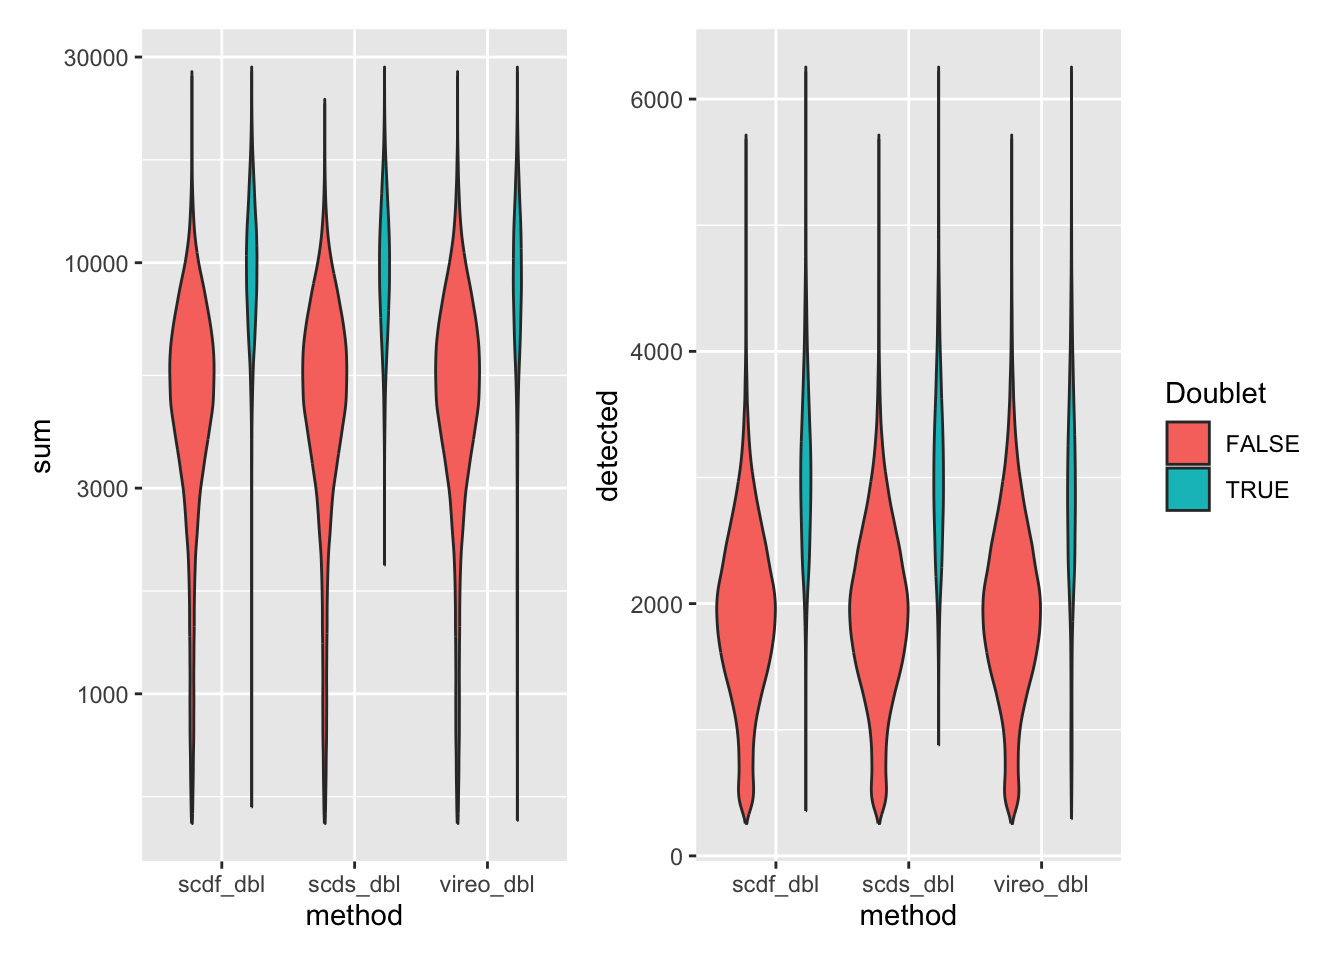 sum
30000
10000
3000
1000
scdf_dbl scds_dbl vireo_dbl
method
detected
6000
4000
2000
0
scdf_dbl scds_dbl vireo_dbl
method
Doublet
FALSE
TRUE